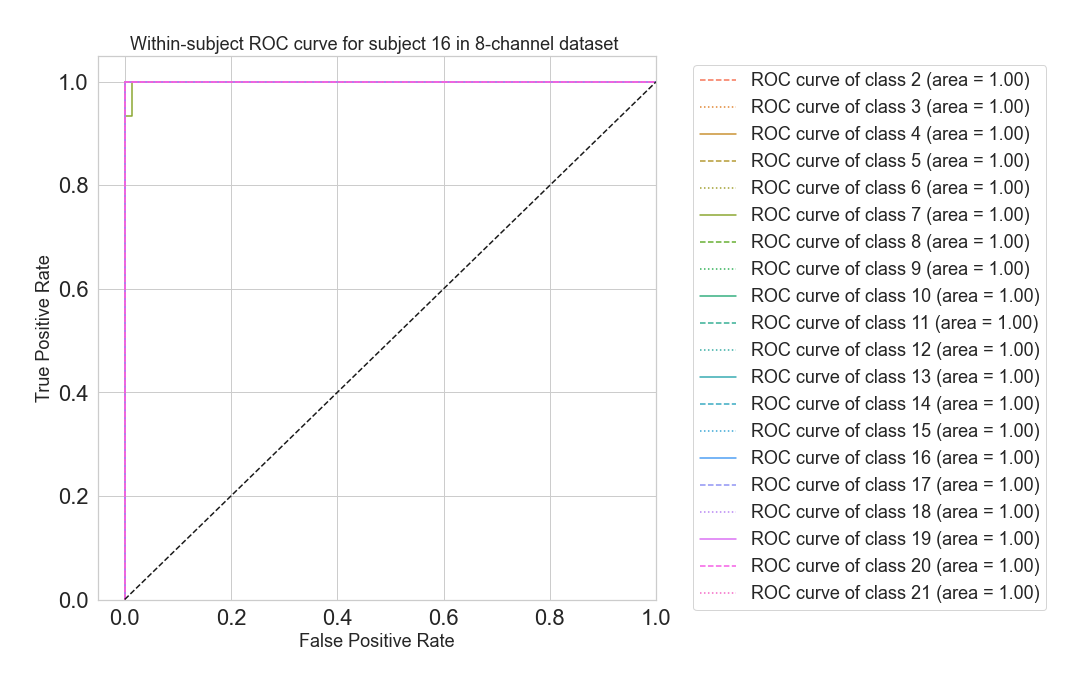 Within-subject ROC curve for subject 16 in 8-channel dataset
1.0
0.8
0.6
0.4
0.2
0.0
True Positive Rate
0.0 0.2 0.4 0.6 0.8 1.0
False Positive Rate
ROC curve of class 2 (area = 1.00)
ROC curve of class 3 (area = 1.00)
ROC curve of class 4 (area = 1.00)
ROC curve of class 5 (area = 1.00)
ROC curve of class 6 (area = 1.00)
ROC curve of class 7 (area = 1.00)
ROC curve of class 8 (area = 1.00)
ROC curve of class 9 (area = 1.00)
ROC curve of class 10 (area = 1.00)
ROC curve of class 11 (area = 1.00)
ROC curve of class 12 (area = 1.00)
ROC curve of class 13 (area = 1.00)
ROC curve of class 14 (area = 1.00)
ROC curve of class 15 (area = 1.00)
ROC curve of class 16 (area = 1.00)
ROC curve of class 17 (area = 1.00)
ROC curve of class 18 (area = 1.00)
ROC curve of class 19 (area = 1.00)
ROC curve of class 20 (area = 1.00)
ROC curve of class 21 (area = 1.00)